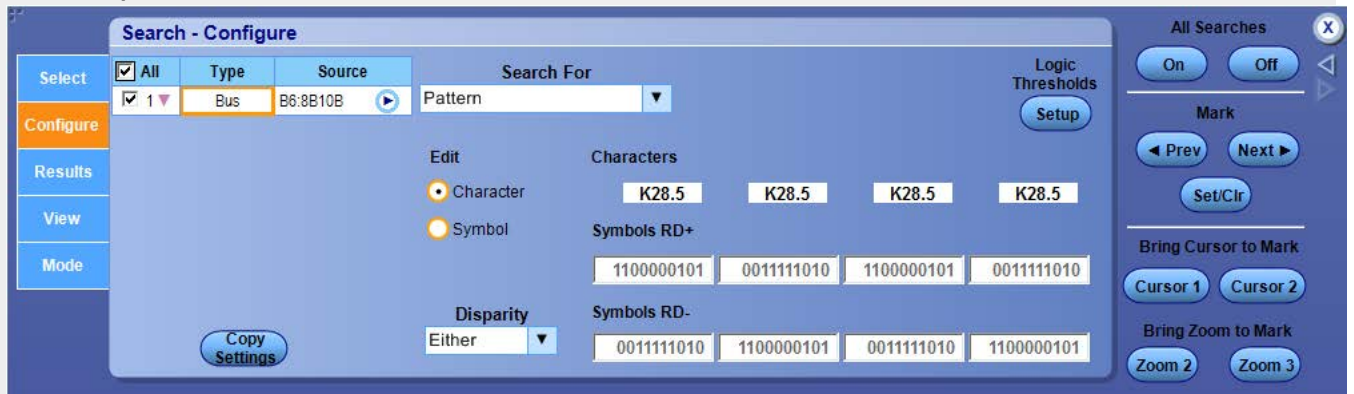 Search - Configure
All Searches
X
Select
All Type Source
Search For
Logic
Thresholds
On Off
1 Bus B6:8B10B
Pattern
Setup
Configure
Mark
Prev Next
Edit Characters
Results
Character K28.5 K28.5 K28.5 K28.5
Set/Clr
View
Symbol Symbols RD+
Bring Cursor to Mark
Mode
1100000101 0011111010 1100000101 0011111010
Cursor 1 Cursor 2
Disparity Symbols RD-
Bring Zoom to Mark
Copy
Settings
Either 0011111010 1100000101 0011111010 1100000101
Zoom 2 Zoom 3